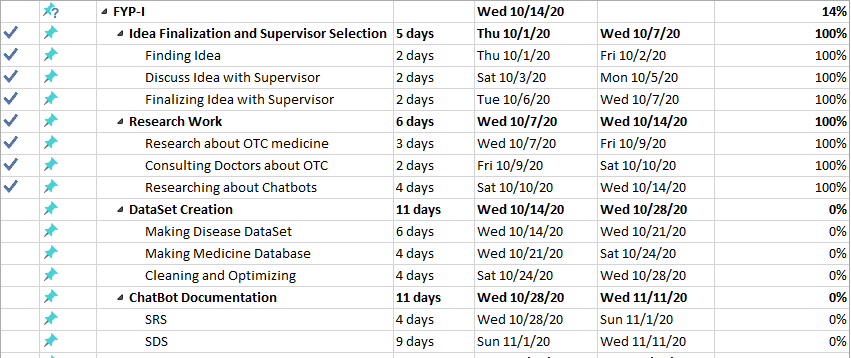 FYP-I Wed 10/14/20 14%
Idea Finalization and Supervisor Selection 5 days Thu 10/1/20 Wed 10/7/20 100%
Finding Idea 2 days Thu 10/1/20 Fri 10/2/20 100%
Discuss Idea with Supervisor 2 days Sat 10/3/20 Mon 10/5/20 100%
Finalizing Idea with Supervisor 2 days Tue 10/6/20 Wed 10/7/20 100%
Research Work 6 days Wed 10/7/20 Wed 10/14/20 100%
Research about OTC medicine 3 days Wed 10/7/20 Fri 10/9/20 100%
Consulting Doctors about OTC 2 days Fri 10/9/20 Sat 10/10/20 100%
Researching about Chatbots 4 days Sat 10/10/20 Wed 10/14/20 100%
DataSet Creation 11 days Wed 10/14/20 Wed 10/28/20 0%
Making Disease DataSet 6 days Wed 10/14/20 Wed 10/21/20 0%
Making Medicine Database 4 days Wed 10/21/20 Sat 10/24/20 0%
Cleaning and Optimizing 4 days Sat 10/24/20 Wed 10/28/20 0%
ChatBot Documentation 11 days Wed 10/28/20 Wed 11/11/20 0%
SRS 4 days Wed 10/28/20 Sun 11/1/20 0%
SDS 9 days Sun 11/1/20 Wed 11/11/20 0%